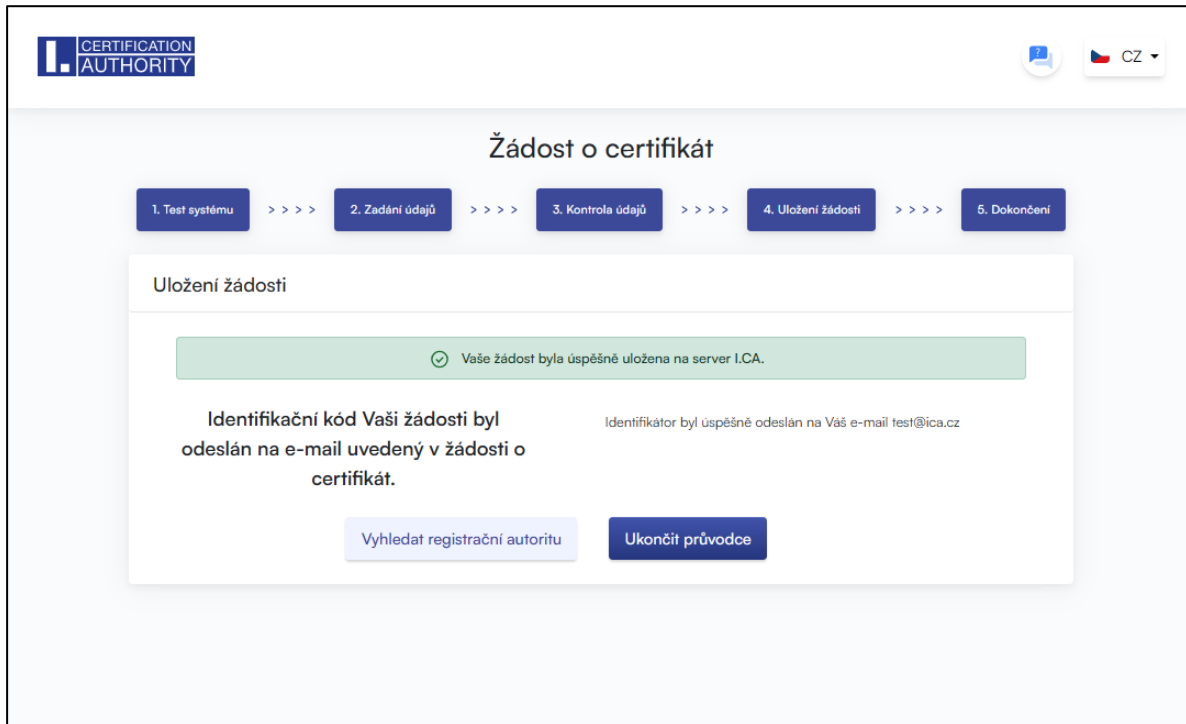 I. CERTIFICATION
AUTHORITY
?
CZ
Žádost o certifikát
1. Test systému > > > > 2. Zadání údajů > > > > 3. Kontrola údajů > > > > 4. Uložení žádosti > > > > 5. Dokončení
Uložení žádosti
Vaše žádost byla úspěšně uložena na server I.CA.
Identifikační kód Vaši žádosti byl
odeslán na e-mail uvedený v žádosti o
certifikát.
Identifikátor byl úspěšně odeslán na Váš e-mail test@ica.cz
Vyhledat registrační autoritu
Ukončit průvodce